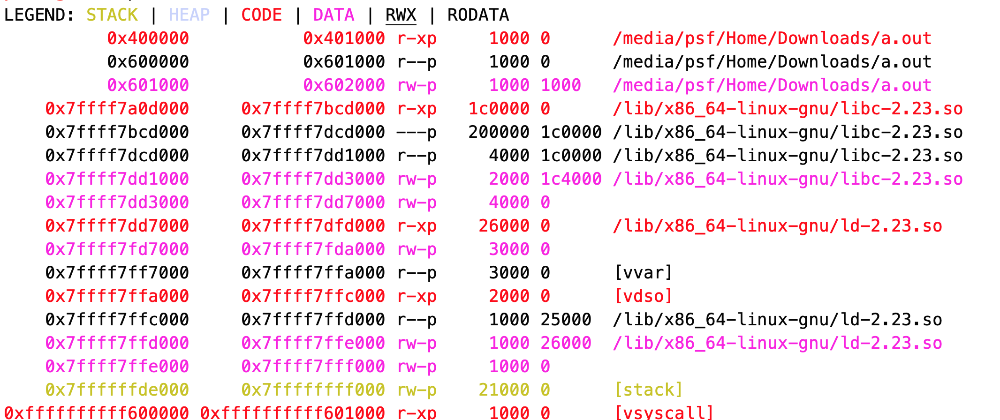 LEGEND: STACK | HEAP | CODE | DATA | RWX | RODATA
0x400000 0x401000 r-xp 1000 0 /media/psf/Home/Downloads/a.out
0x600000 0x601000 r--p 1000 0 /media/psf/Home/Downloads/a.out
0x601000 0x602000 rw-p 1000 1000 /media/psf/Home/Downloads/a.out
0x7ffff7a0d000 0x7ffff7bcd000 r-xp 1c0000 0 /lib/x86_64-linux-gnu/libc-2.23.so
0x7ffff7bcd000 0x7ffff7dcd000 ---p 200000 1c0000 /lib/x86_64-linux-gnu/libc-2.23.so
0x7ffff7dcd000 0x7ffff7dd1000 r--p 4000 1c0000 /lib/x86_64-linux-gnu/libc-2.23.so
0x7ffff7dd1000 0x7ffff7dd3000 rw-p 2000 1c4000 /lib/x86_64-linux-gnu/libc-2.23.so
0x7ffff7dd3000 0x7ffff7dd7000 rw-p 4000 0
0x7ffff7dd7000 0x7ffff7dfd000 r-xp 26000 0 /lib/x86_64-linux-gnu/ld-2.23.so
0x7ffff7fd7000 0x7ffff7fda000 rw-p 3000 0
0x7ffff7ff7000 0x7ffff7ffa000 r--p 3000 0 [vvar]
0x7ffff7ffa000 0x7ffff7ffc000 r-xp 2000 0 [vdso]
0x7ffff7ffc000 0x7ffff7ffd000 r--p 1000 25000 /lib/x86_64-linux-gnu/ld-2.23.so
0x7ffff7ffd000 0x7ffff7ffe000 rw-p 1000 26000 /lib/x86_64-linux-gnu/ld-2.23.so
0x7ffff7ffe000 0x7ffff7fff000 rw-p 1000 0
0x7ffffffde000 0x7ffffffff000 rw-p 21000 0 [stack]
0xffffffffff600000 0xffffffffff601000 r-xp 1000 0 [vsyscall]